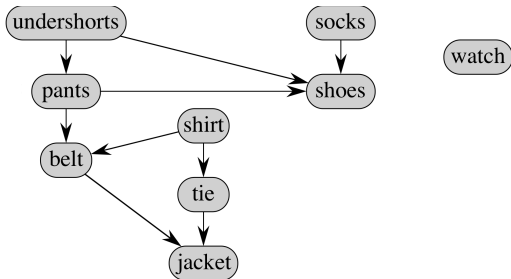 undershorts
socks
watch
pants
shoes
shirt
belt
tie
jacket